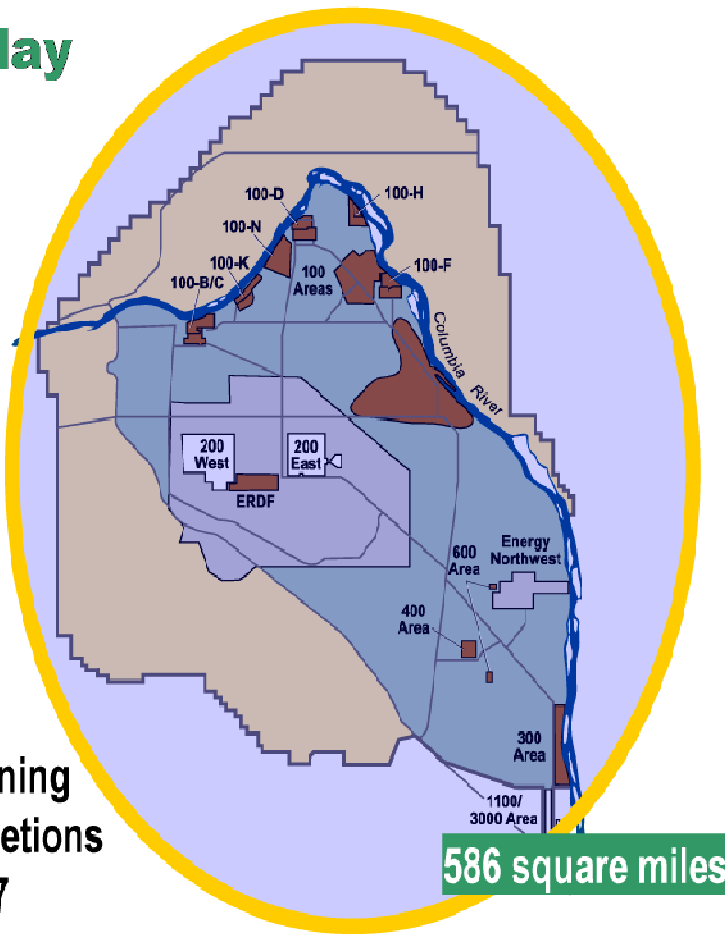 lay
100-D
100-H
100-N
100-K
100-F
100-B/C
100
Areas
Columbia River
200
West
200
East
ERDF
Energy
Northwest
600
Area
400
Area
300
Area
ning
etions
7
1100/
3000 Area
586 square miles